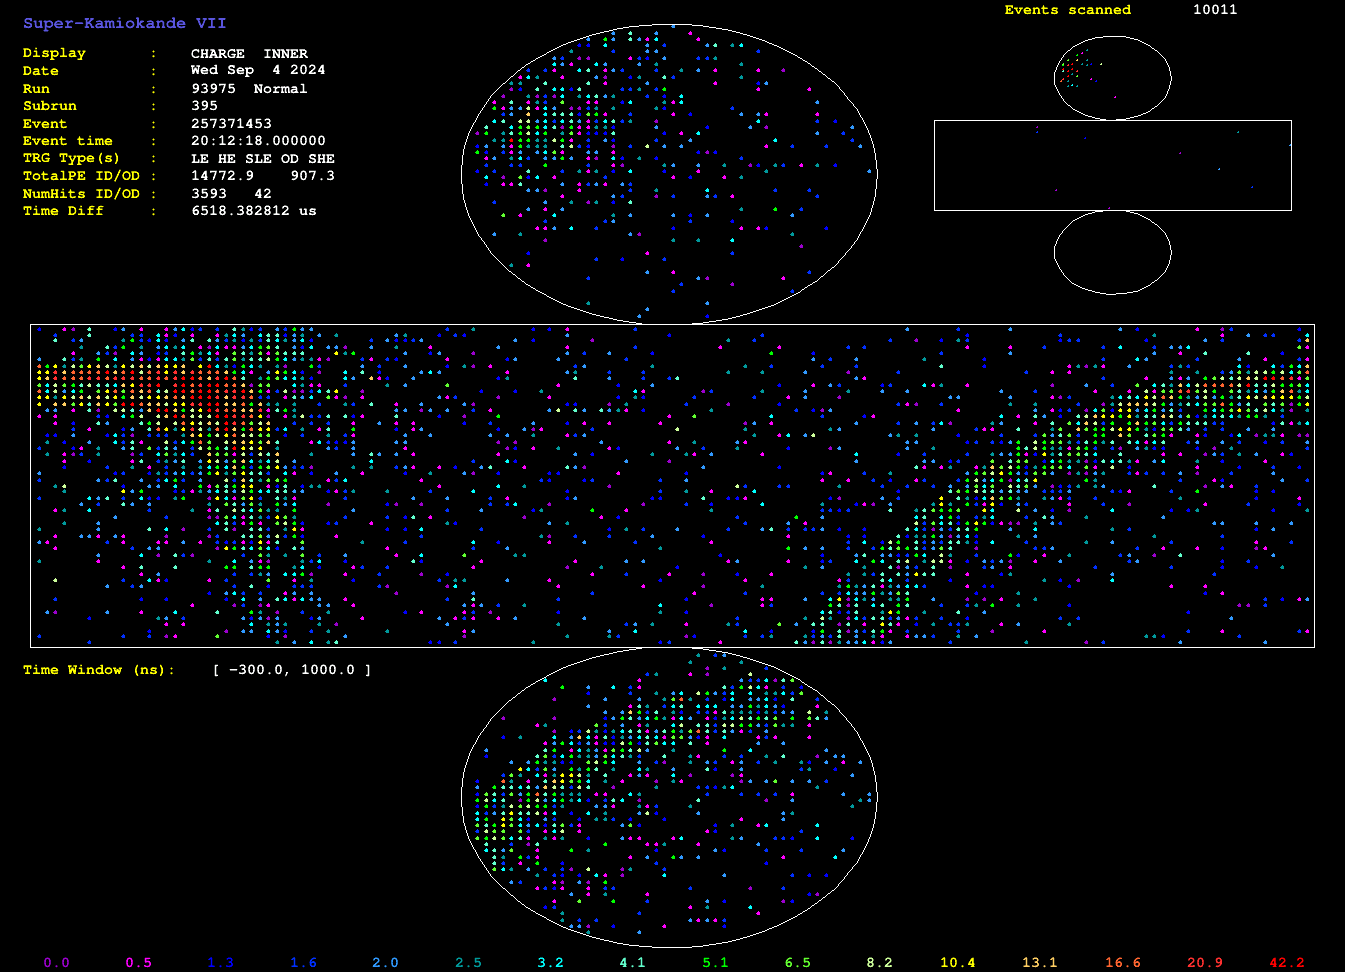 Super-Kamiokande VII
Events scanned 10011
Display : CHARGE INNER
Date : Wed Sep 4 2024
Run : 93975 Normal
Subrun : 395
Event : 257371453
Event time : 20:12:18.000000
TRG Type(s) : LE HE SLE OD SHE
TotalPE ID/OD : 14772.9 907.3
NumHits ID/OD : 3593 42
Time Diff : 6518.382812 us
Time Window (ns): [ -300.0, 1000.0 ]
0.0 0.5 1.3 1.6 2.0 2.5 3.2 4.1 5.1 6.5 8.2 10.4 13.1 16.6 20.9 42.2